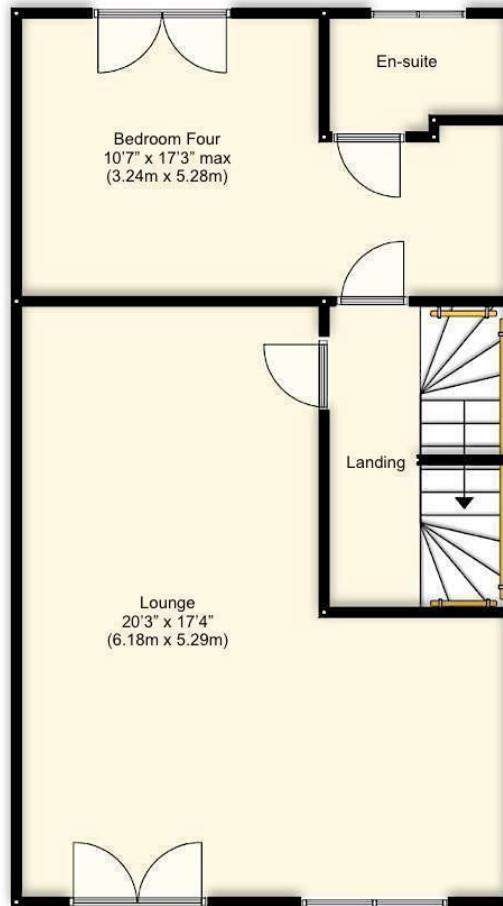 En-suite
Bedroom Four
10'7" x 17'3" max
(3.24m x 5.28m)
Landing
Lounge
20'3" x 17'4"
(6.18m x 5.29m)